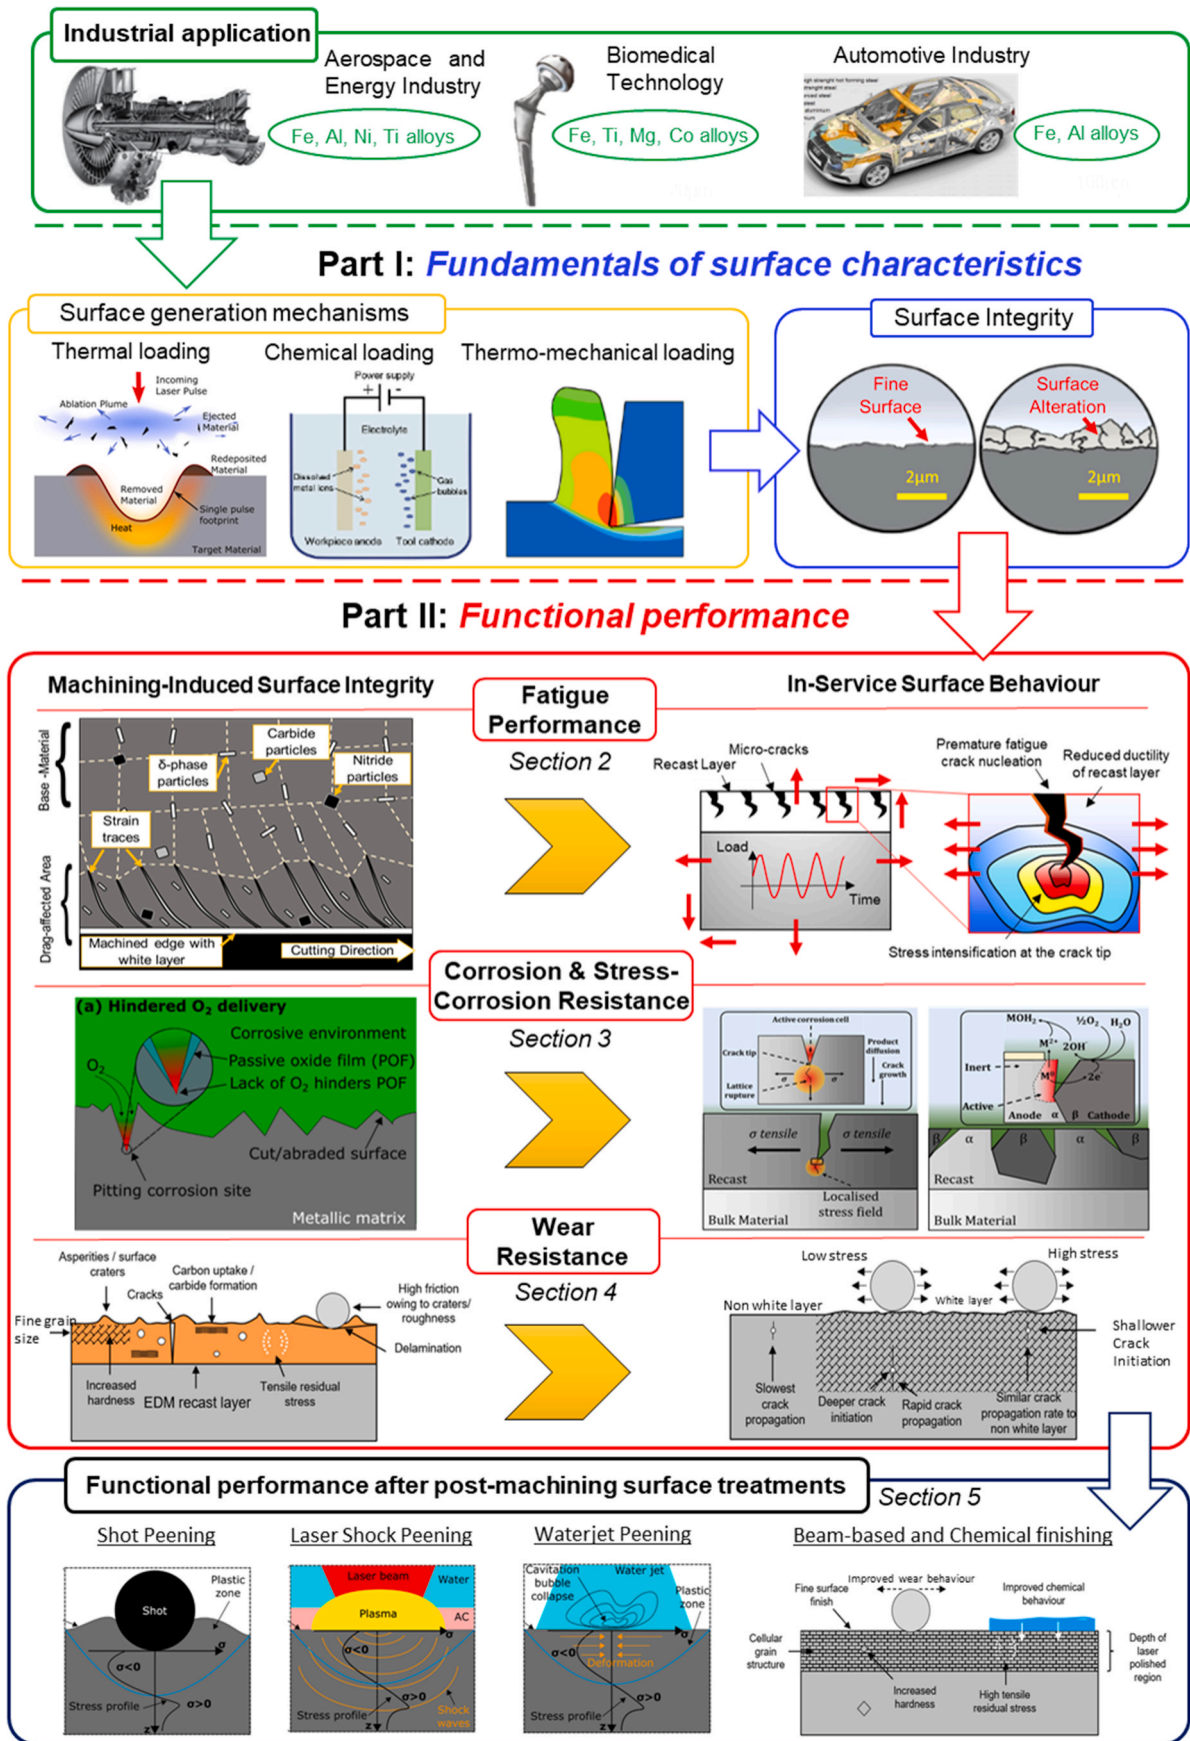 Industrial application
Aerospace and
Energy Industry
Fe, Al, Ni, Ti alloys
Biomedical
Technology
Fe, Ti, Mg, Co alloys
Automotive Industry
Fe, Al alloys
Part I: Fundamentals of surface characteristics
Surface generation mechanisms
Thermal loading
Incoming
Laser Pulse
Ablation Plume
Ejected
Material
Redeposited
Material
Removed
Material
Single pulse
footprint
Heat
Target Material
Chemical loading
Power supply
+ -
Electrolyte
Dissolved
metal ions
Gas
bubbles
Workpiece anode
Tool cathode
Thermo-mechanical loading
Surface Integrity
Fine
Surface
2µm
Surface
Alteration
2µm
Part II: Functional performance
Machining-Induced Surface Integrity
Fatigue
Performance
Section 2
In-Service Surface Behaviour
Base -Material
Drag-affected Area
Carbide
particles
δ-phase
particles
Nitride
particles
Strain
traces
Machined edge with
white layer
Cutting Direction
Micro-cracks
Recast Layer
Load
Time
Premature fatigue
crack nucleation
Reduced ductility
of recast layer
Stress intensification at the crack tip
Corrosion & Stress-
Corrosion Resistance
Section 3
(a) Hindered O₂ delivery
Corrosive environment
Passive oxide film (POF)
Lack of O₂ hinders POF
O₂
Cut/abraded surface
Pitting corrosion site
Metallic matrix
Active corrosion cell
Crack tip
Product
diffusion
Crack
growth
σ σ
Lattice
rupture
σ tensile
σ tensile
Recast
Localised
stress field
Bulk Material
MOH₂
½O₂
H₂O
M²⁺
2OH⁻
Inert
M⁰
2e⁻
Active
Anode α β Cathode
β α β α β
Recast
Bulk Material
Wear
Resistance
Section 4
Asperities / surface
craters
Carbon uptake /
carbide formation
Cracks
High friction
owing to craters/
roughness
Fine grain
size
Delamination
Increased
hardness
EDM recast layer
Tensile residual
stress
Low stress
High stress
Non white layer
White layer
Shallower
Crack
Initiation
Slowest
crack
propagation
Deeper crack
initiation
Rapid crack
propagation
Similar crack
propagation rate to
non white layer
Functional performance after post-machining surface treatments
Section 5
Shot Peening
Plastic
zone
Shot
σ
σ<0
σ>0
Stress profile
z
Laser Shock Peening
Laser beam
Water
Plasma
AC
σ
σ<0
σ>0
Stress profile
Shock
waves
z
Waterjet Peening
Cavitation
bubble
collapse
Water jet
Plastic
zone
σ
σ<0
Deformation
σ>0
Stress profile
z
Beam-based and Chemical finishing
Improved wear behaviour
Fine surface
finish
Improved chemical
behaviour
Cellular
grain
structure
Depth of
laser
polished
region
Increased
hardness
High tensile
residual stress